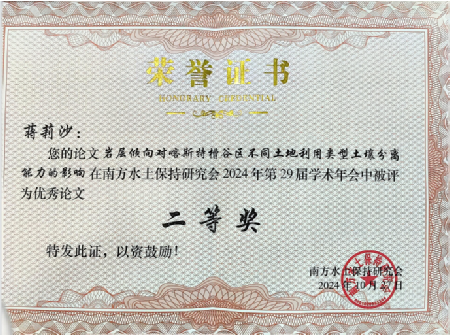 荣誉证书
HONORARY CREDENTIAL
蒋莉沙：
您的论文岩层倾向对喀斯特槽谷区不同土地利用类型土壤分离
能力的影响在南方水土保持研究会2024年第29届学术年会中被评
为优秀论文
二等奖
特发此证，以资鼓励！
南方水土保持研究会
2024年10月27日